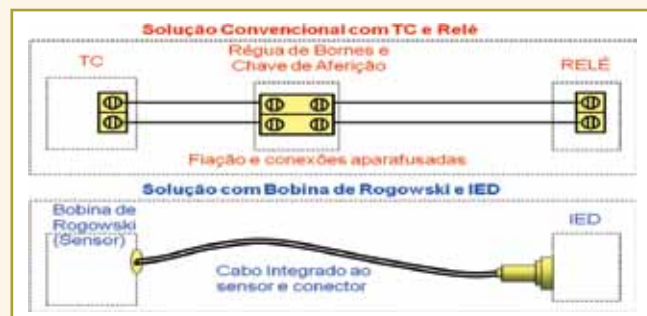 Solução Convencional com TC e Relé
TC
Régua de Bornes e
Chave de Aferição
RELÉ
Fiação e conexões aparafusadas
Solução com Bobina de Rogowski e IED
Bobina de
Rogowski
(Sensor)
IED
Cabo Integrado ao
sensor e conector